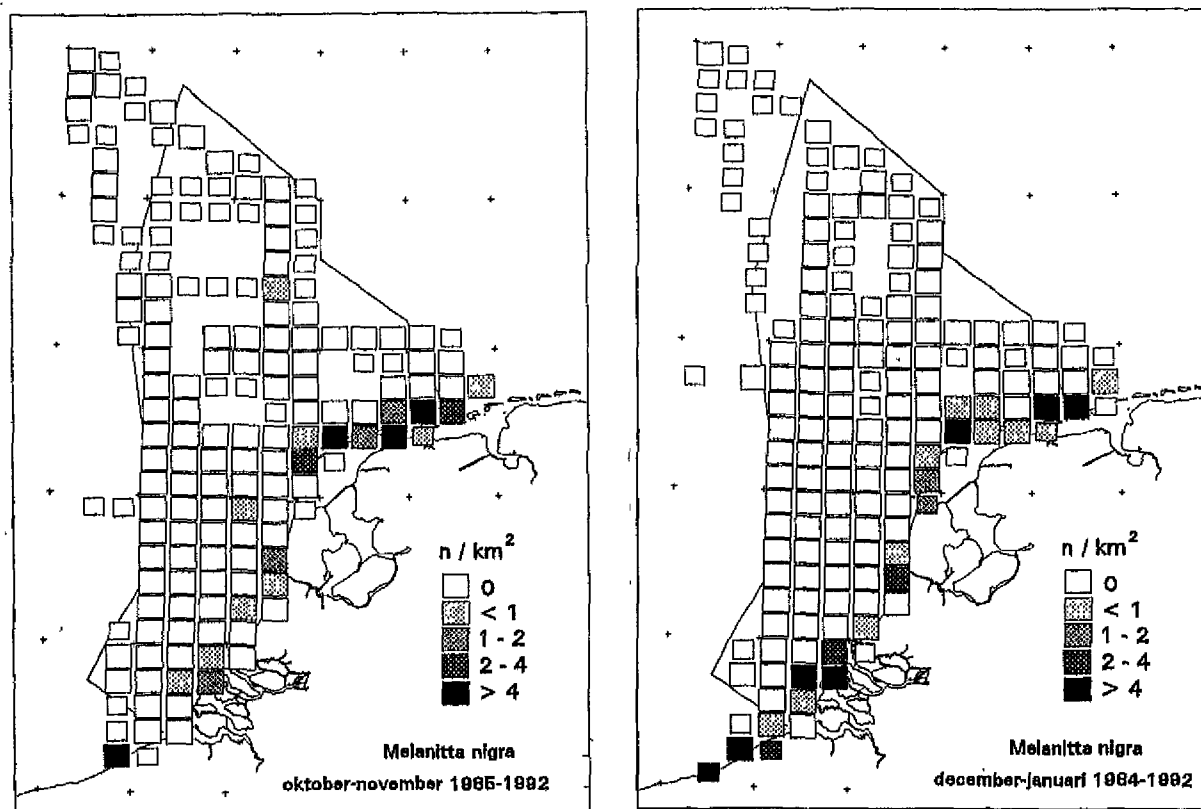 n / km²
0
< 1
1 - 2
2 - 4
> 4
Melanitta nigra
oktober-november 1985-1992
n / km²
0
< 1
1 - 2
2 - 4
> 4
Melanitta nigra
december-januari 1984-1992